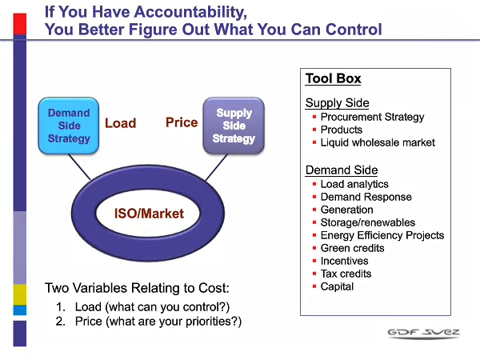 If You Have Accountability,
You Better Figure Out What You Can Control
Demand
Side
Strategy
Load
Price
Supply
Side
Strategy
ISO/Market
Two Variables Relating to Cost:
1. Load (what can you control?)
2. Price (what are your priorities?)
Tool Box
Supply Side
Procurement Strategy
Products
Liquid wholesale market
Demand Side
Load analytics
Demand Response
Generation
Storage/renewables
Energy Efficiency Projects
Green credits
Incentives
Tax credits
Capital
GDF SUEZ